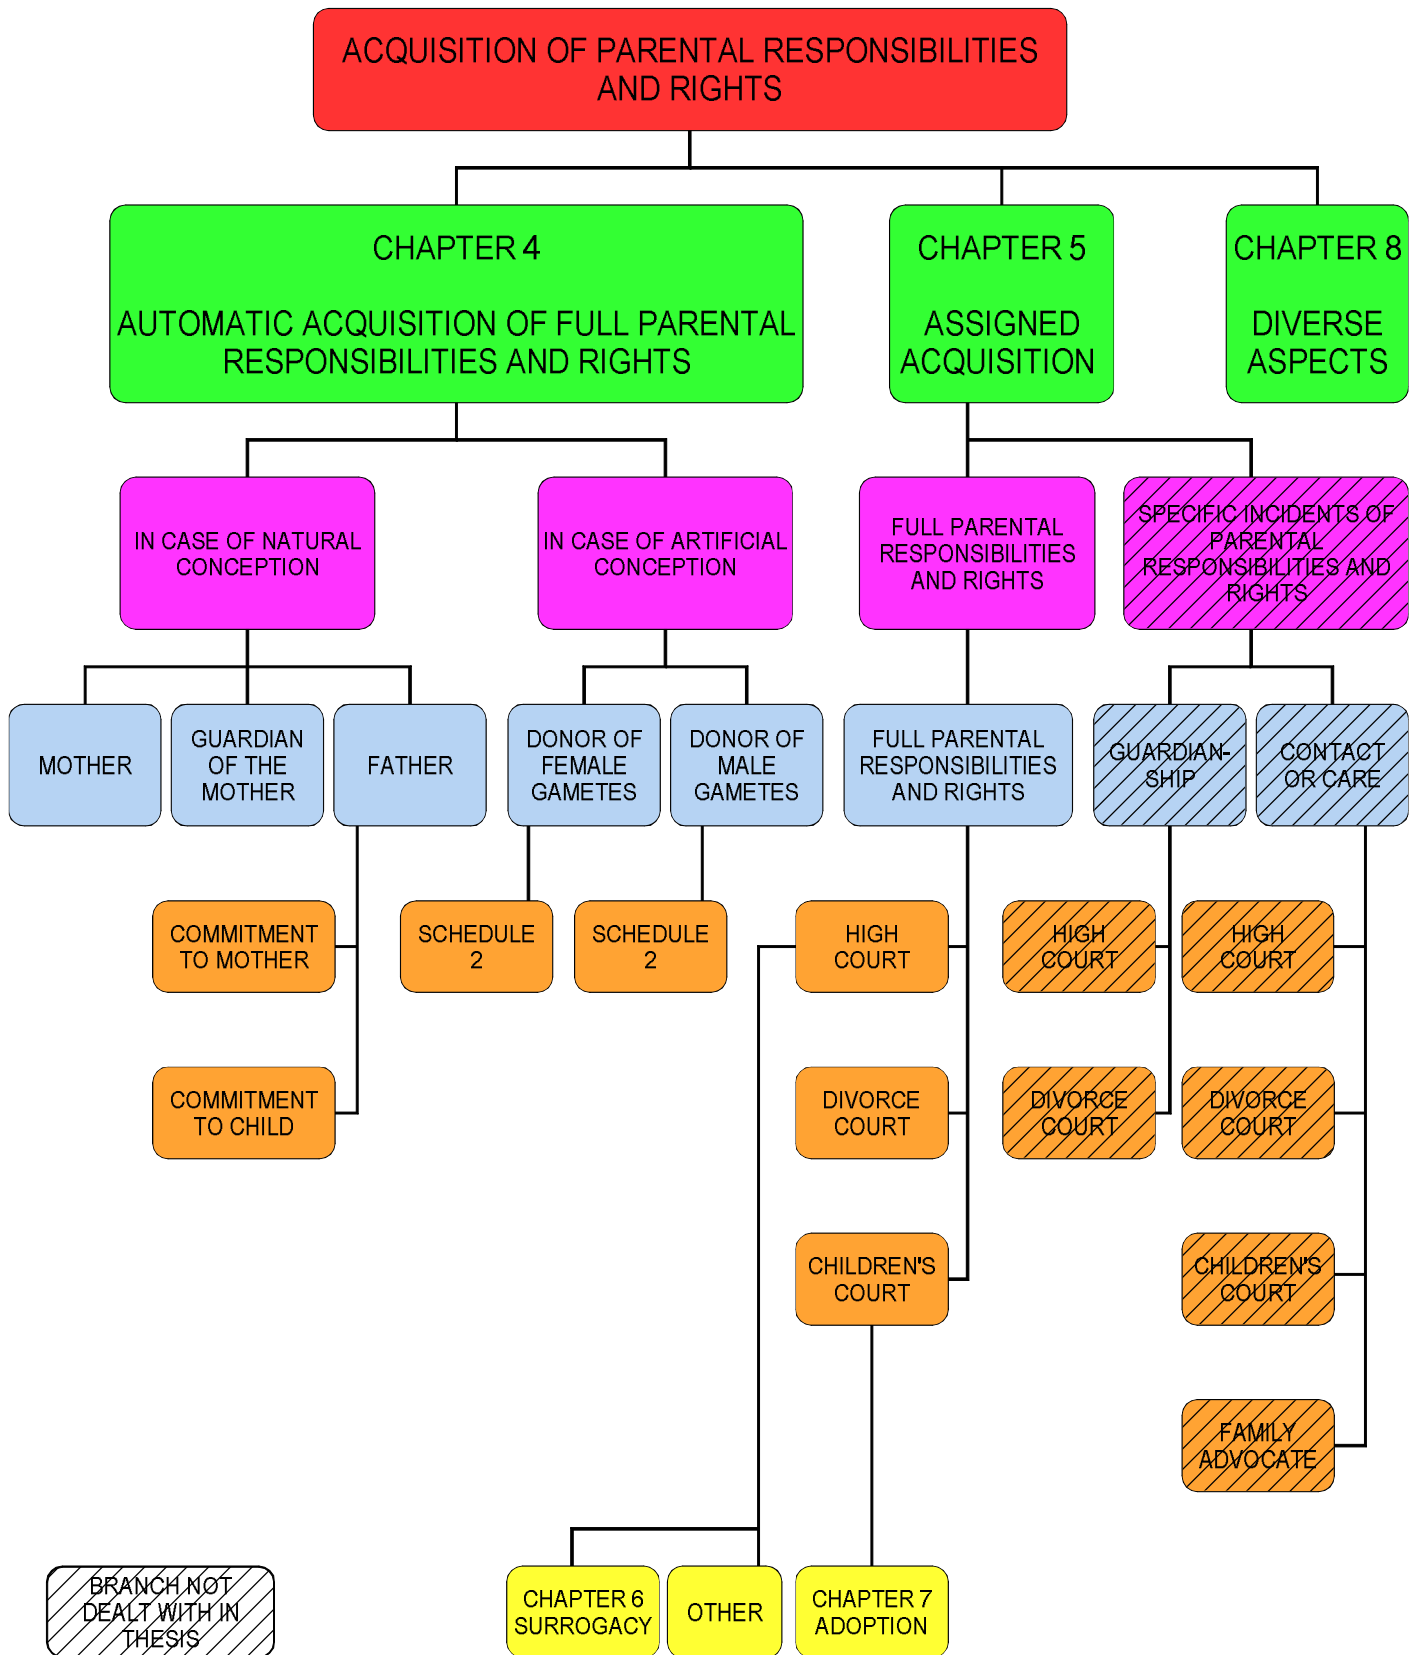 ACQUISITION OF PARENTAL RESPONSIBILITIES
AND RIGHTS
CHAPTER 4
AUTOMATIC ACQUISITION OF FULL PARENTAL
RESPONSIBILITIES AND RIGHTS
CHAPTER 5
ASSIGNED
ACQUISITION
CHAPTER 8
DIVERSE
ASPECTS
IN CASE OF NATURAL
CONCEPTION
IN CASE OF ARTIFICIAL
CONCEPTION
FULL PARENTAL
RESPONSIBILITIES
AND RIGHTS
SPECIFIC INCIDENTS OF
PARENTAL
RESPONSIBILITIES AND
RIGHTS
MOTHER
GUARDIAN
OF THE
MOTHER
FATHER
DONOR OF
FEMALE
GAMETES
DONOR OF
MALE
GAMETES
FULL PARENTAL
RESPONSIBILITIES
AND RIGHTS
GUARDIAN-
SHIP
CONTACT
OR CARE
COMMITMENT
TO MOTHER
SCHEDULE
2
SCHEDULE
2
HIGH
COURT
HIGH
COURT
HIGH
COURT
COMMITMENT
TO CHILD
DIVORCE
COURT
DIVORCE
COURT
DIVORCE
COURT
CHILDREN'S
COURT
CHILDREN'S
COURT
FAMILY
ADVOCATE
BRANCH NOT
DEALT WITH IN
THESIS
CHAPTER 6
SURROGACY
OTHER
CHAPTER 7
ADOPTION